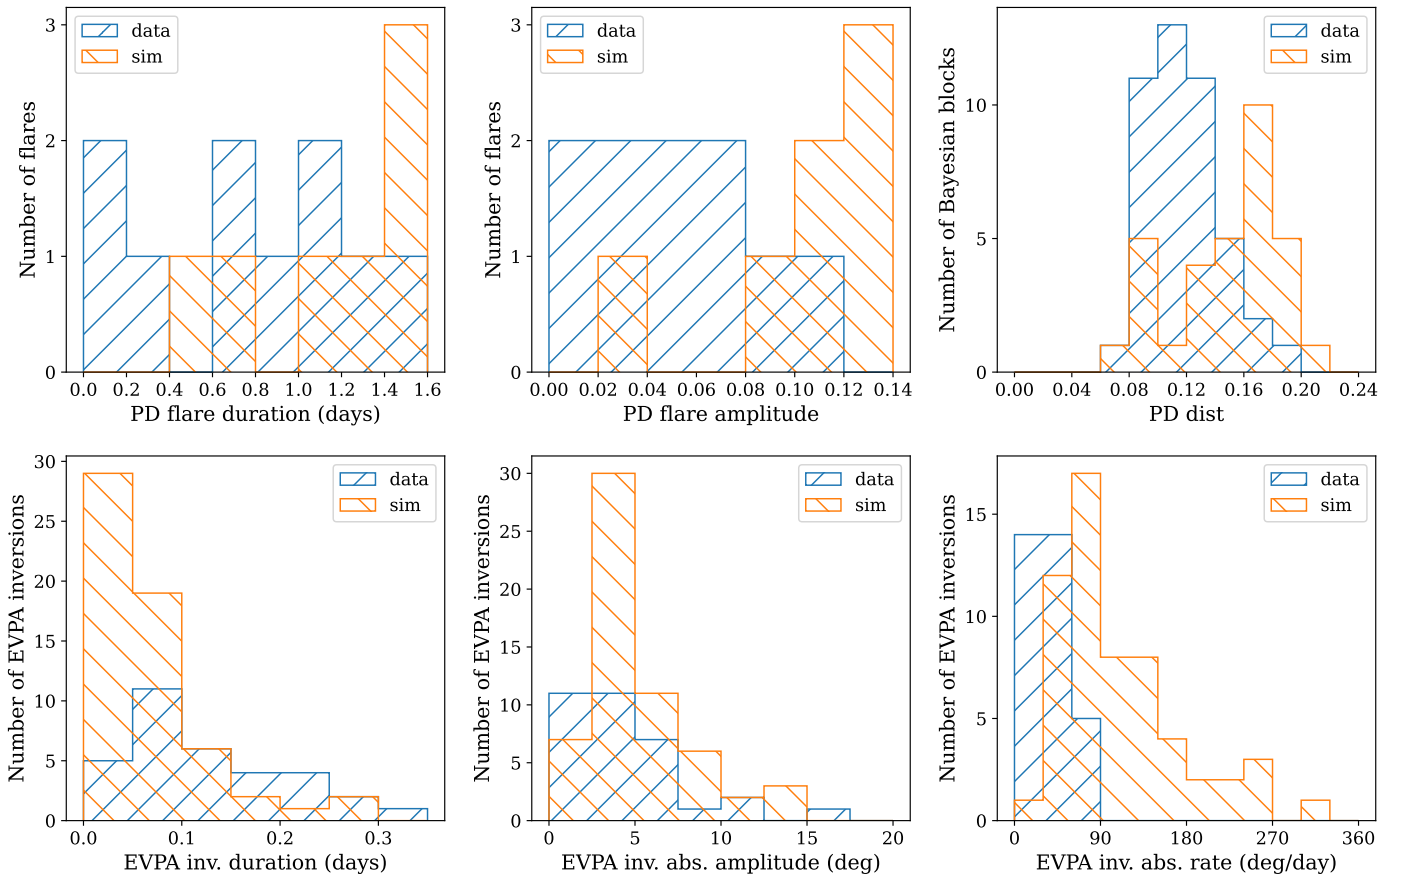 3
2
1
0
Number of flares
data
sim
0.0 0.2 0.4 0.6 0.8 1.0 1.2 1.4 1.6
PD flare duration (days)
3
2
1
0
Number of flares
data
sim
0.0 0.02 0.04 0.06 0.08 0.10 0.12 0.14
PD flare amplitude
10
5
0
Number of Bayesian blocks
data
sim
0.00 0.04 0.08 0.12 0.16 0.20 0.24
PD dist
30
25
20
15
10
5
0
Number of EVPA inversions
data
sim
0.0 0.1 0.2 0.3
EVPA inv. duration (days)
30
25
20
15
10
5
0
Number of EVPA inversions
data
sim
0 5 10 15 20
EVPA inv. abs. amplitude (deg)
15
10
5
0
Number of EVPA inversions
data
sim
0 90 180 270 360
EVPA inv. abs. rate (deg/day)